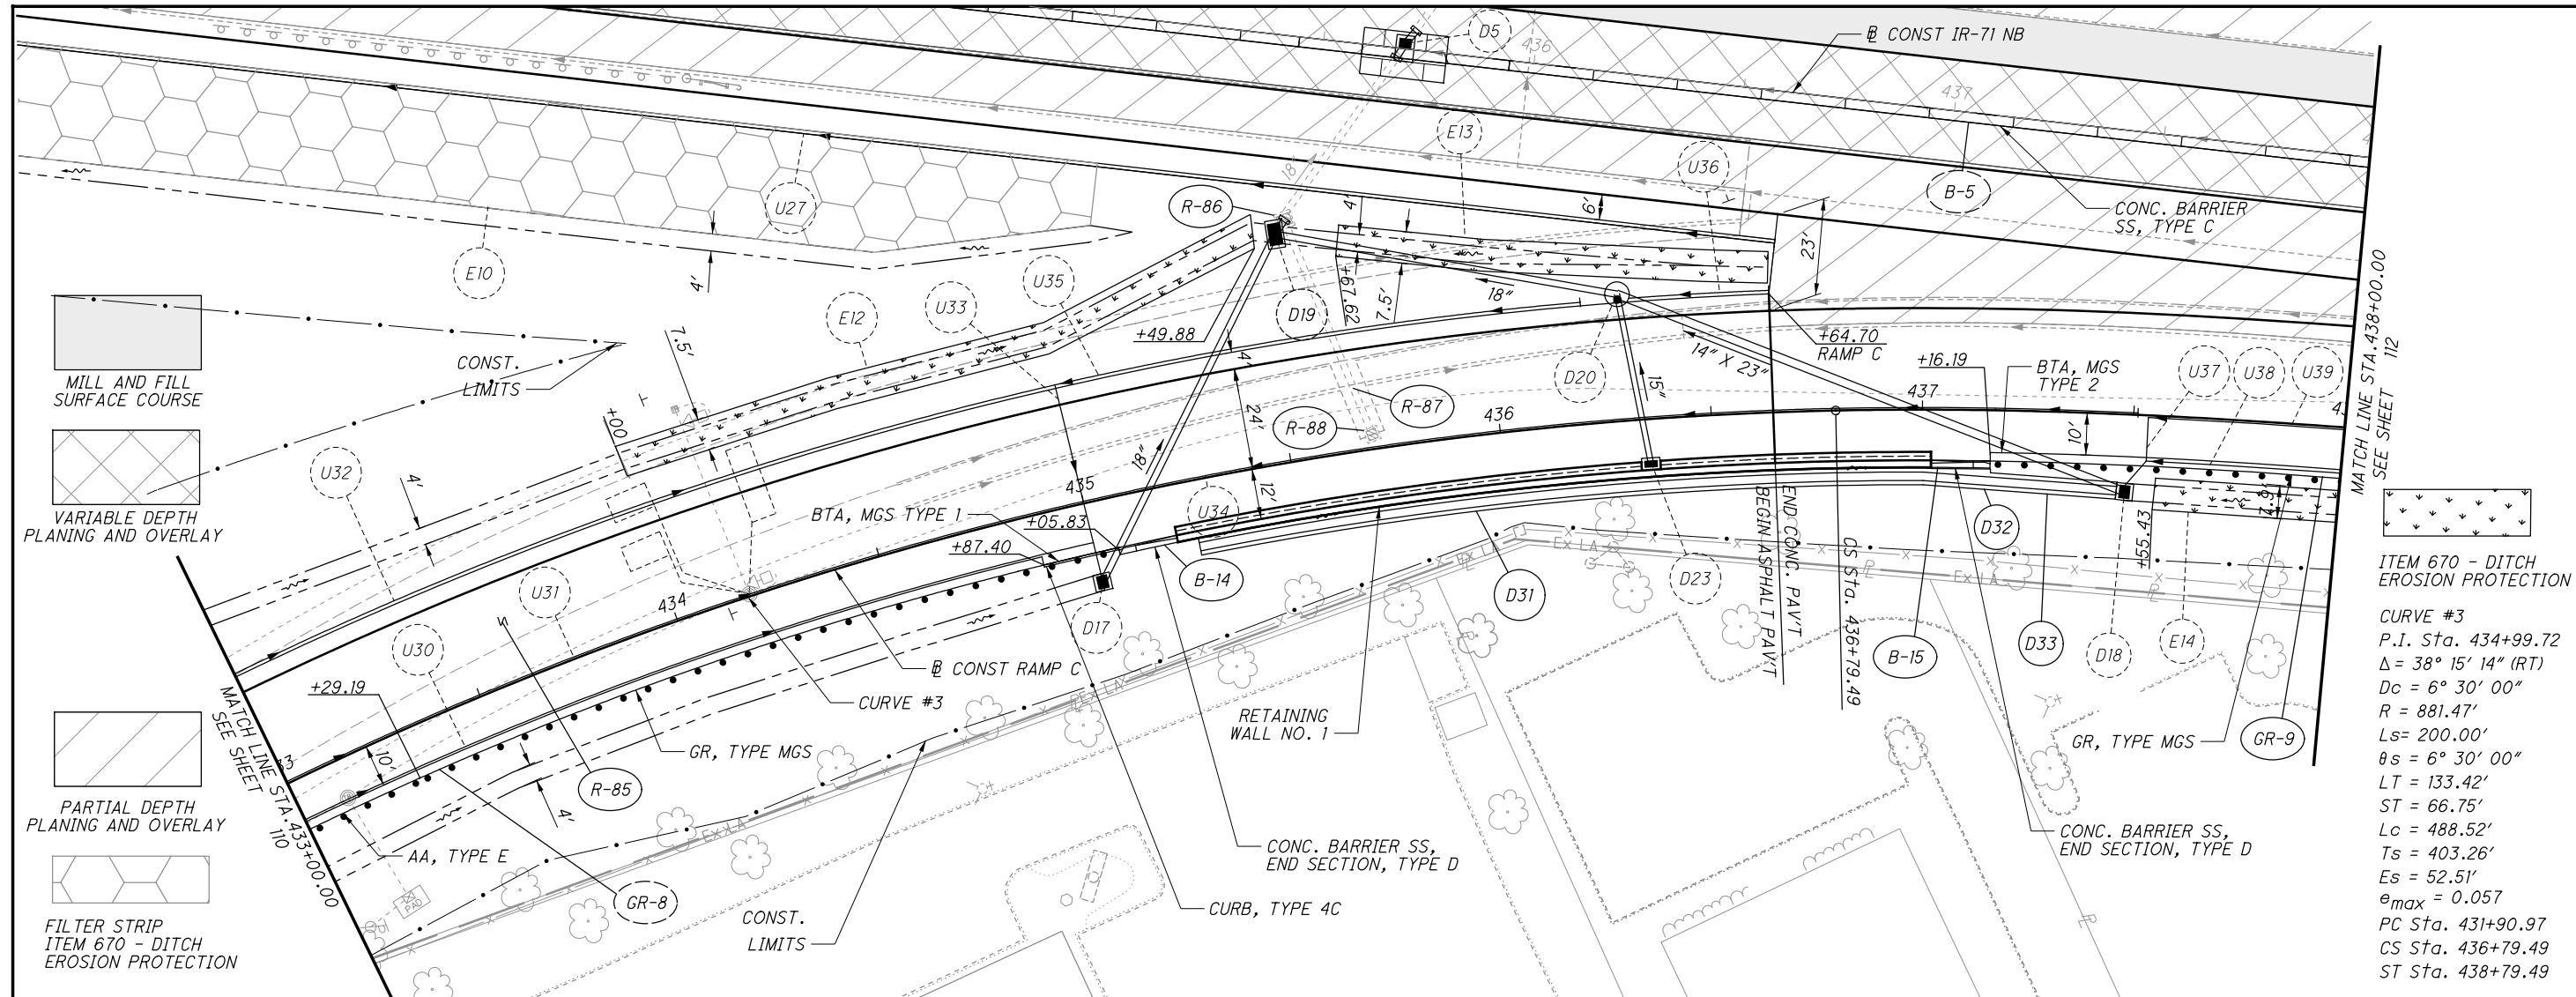 D5
436
℄ CONST IR-71 NB
437
E13
U36
18"
B-5
CONC. BARRIER
SS, TYPE C
R-86
4'
6'
23'
U27
E10
4'
U35
U33
E12
D19
+67.62
7.5'
18"
+49.88
4'
7.5'
+00
CONST.
LIMITS
MILL AND FILL
SURFACE COURSE
D20
14" X 23"
+64.70
RAMP C
+16.19
BTA, MGS
TYPE 2
U37
U38
U39
MATCH LINE STA.438+00.00
SEE SHEET
112
R-87
R-88
15"
24'
436
437
10'
18"
12'
435
U32
4'
VARIABLE DEPTH
PLANING AND OVERLAY
BTA, MGS TYPE 1
U34
+05.83
+87.40
B-14
END CONC. PAV'T
BEGIN ASPHALT PAV'T
CS Sta. 436+79.49
EX LA
EX LA
D32
+55.43
7.9'
ITEM 670 - DITCH
EROSION PROTECTION
U31
434
D17
D31
D23
U30
℄ CONST RAMP C
CURVE #3
B-15
D33
D18
E14
+29.19
10'
RETAINING
WALL NO. 1
GR, TYPE MGS
GR, TYPE MGS
GR-9
EX LA
CURVE #3
P.I. Sta. 434+99.72
Δ = 38° 15' 14" (RT)
Dc = 6° 30' 00"
R = 881.47'
Ls= 200.00'
θs = 6° 30' 00"
LT = 133.42'
ST = 66.75'
Lc = 488.52'
Ts = 403.26'
Es = 52.51'
emax = 0.057
PC Sta. 431+90.97
CS Sta. 436+79.49
ST Sta. 438+79.49
MATCH LINE STA.433+00.00
SEE SHEET
110
PARTIAL DEPTH
PLANING AND OVERLAY
R-85
4'
AA, TYPE E
EX LA
PAD
GR-8
CONST.
LIMITS
CONC. BARRIER SS,
END SECTION, TYPE D
CONC. BARRIER SS,
END SECTION, TYPE D
CURB, TYPE 4C
FILTER STRIP
ITEM 670 - DITCH
EROSION PROTECTION